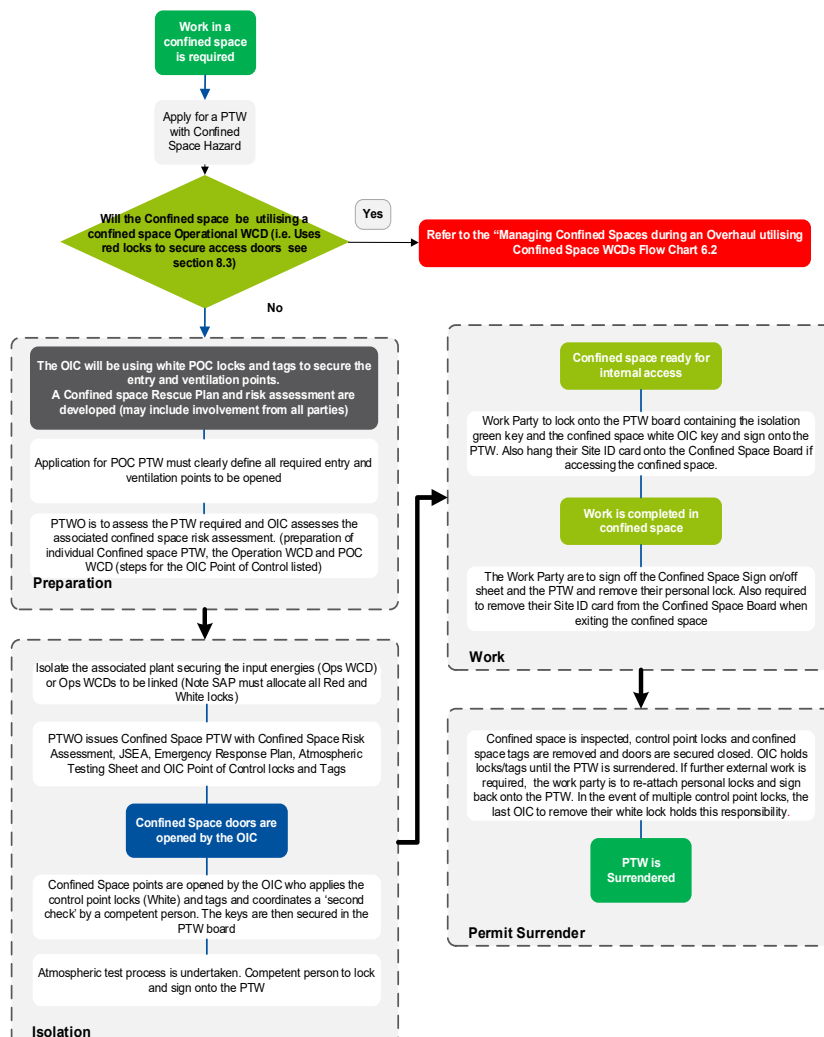 Work in a
confined space
is required
Apply for a PTW
with Confined
Space Hazard
Will the Confined space be utilising a
confined space Operational WCD (i.e. Uses
red locks to secure access doors see
section 8.3)
Yes
Refer to the “Managing Confined Spaces during an Overhaul utilising
Confined Space WCDs Flow Chart 6.2
No
The OIC will be using white POC locks and tags to secure the
entry and ventilation points.
A Confined space Rescue Plan and risk assessment are
developed (may include involvement from all parties)
Application for POC PTW must clearly define all required entry and
ventilation points to be opened
PTWO is to assess the PTW required and OIC assesses the
associated confined space risk assessment. (preparation of
individual Confined space PTW, the Operation WCD and POC
WCD (steps for the OIC Point of Control listed)
Preparation
Isolate the associated plant securing the input energies (Ops WCD)
or Ops WCDs to be linked (Note SAP must allocate all Red and
White locks)
PTWO issues Confined Space PTW with Confined Space Risk
Assessment, JSEA, Emergency Response Plan, Atmospheric
Testing Sheet and OIC Point of Control locks and Tags
Confined Space doors are
opened by the OIC
Confined Space points are opened by the OIC who applies the
control point locks (White) and tags and coordinates a ‘second
check’ by a competent person. The keys are then secured in the
PTW board
Atmospheric test process is undertaken. Competent person to lock
and sign onto the PTW
Isolation
Confined space ready for
internal access
Work Party to lock onto the PTW board containing the isolation
green key and the confined space white OIC key and sign onto the
PTW. Also hang their Site ID card onto the Confined Space Board if
accessing the confined space.
Work is completed in
confined space
The Work Party are to sign off the Confined Space Sign on/off
sheet and the PTW and remove their personal lock. Also required
to remove their Site ID card from the Confined Space Board when
exiting the confined space
Work
Confined space is inspected, control point locks and confined
space tags are removed and doors are secured closed. OIC holds
locks/tags until the PTW is surrendered. If further external work is
required, the work party is to re-attach personal locks and sign
back onto the PTW. In the event of multiple control point locks, the
last OIC to remove their white lock holds this responsibility.
PTW is
Surrendered
Permit Surrender